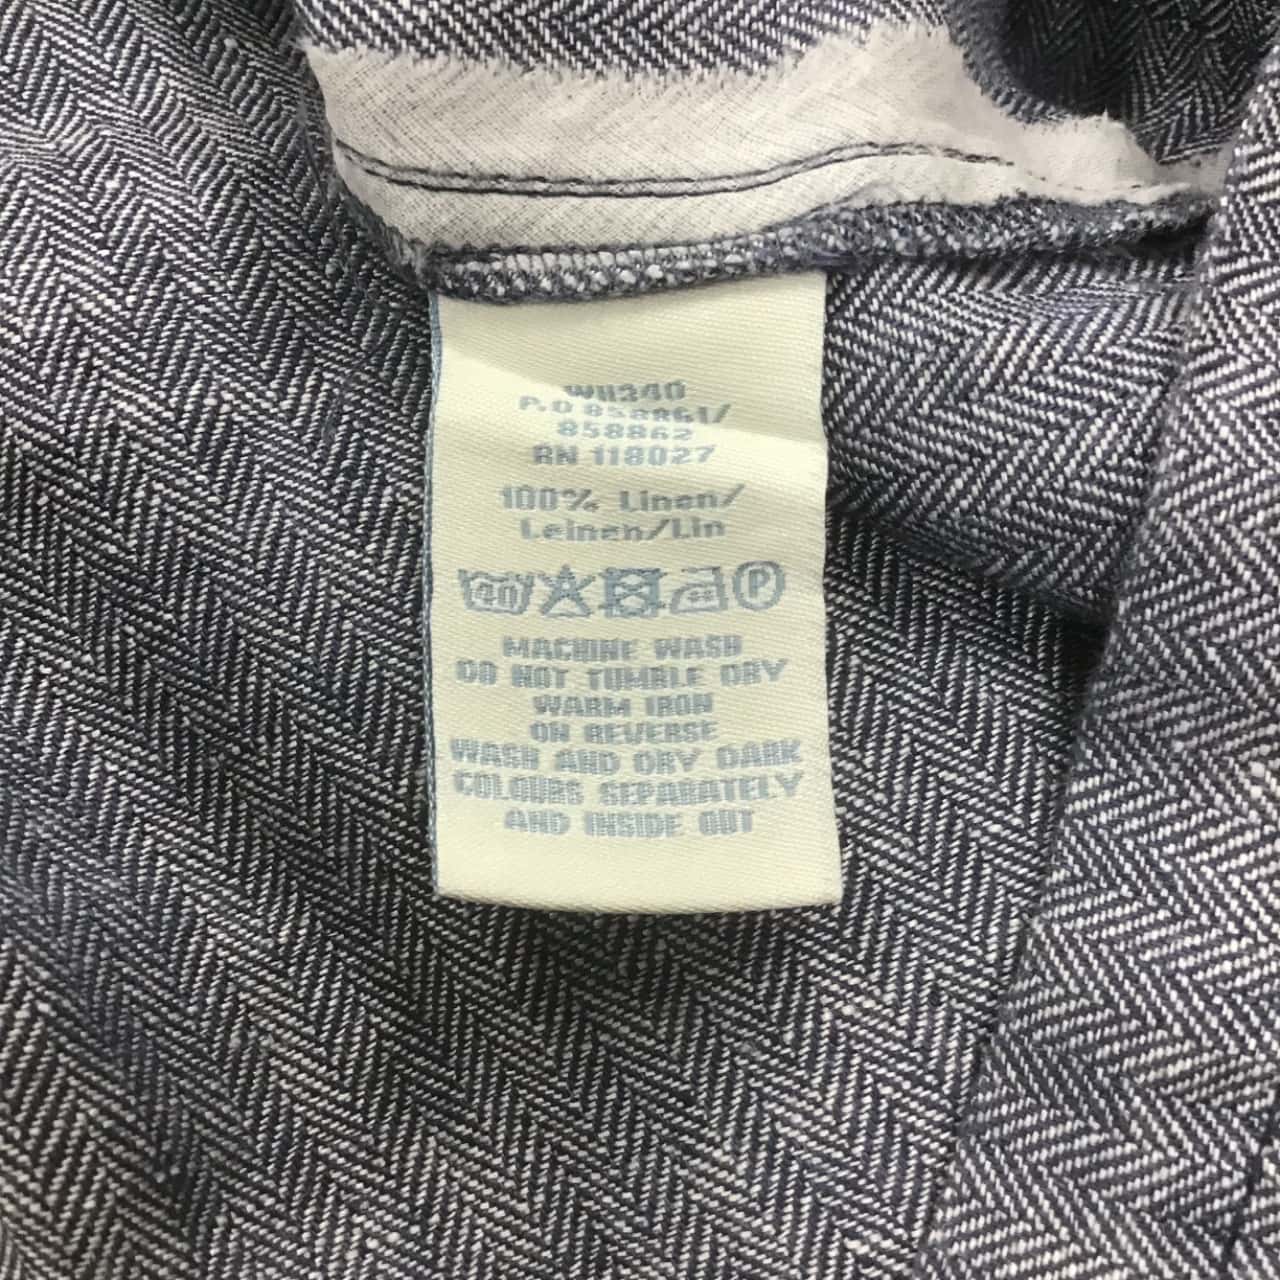 WH340
P.O 858861/
858862
RN 118027
100% Linen/
Leinen/Lin
40 P
MACHINE WASH
DO NOT TUMBLE DRY
WARM IRON
ON REVERSE
WASH AND DRY DARK
COLOURS SEPARATELY
AND INSIDE OUT